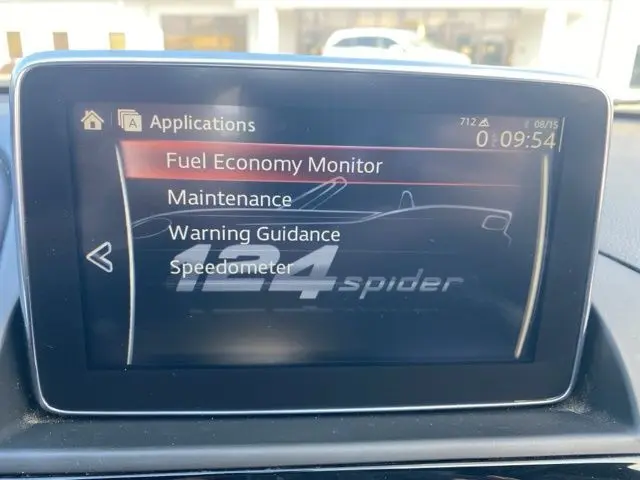 Applications
712 08/15
0 09:54
Fuel Economy Monitor
Maintenance
Warning Guidance
Speedometer
124 spider